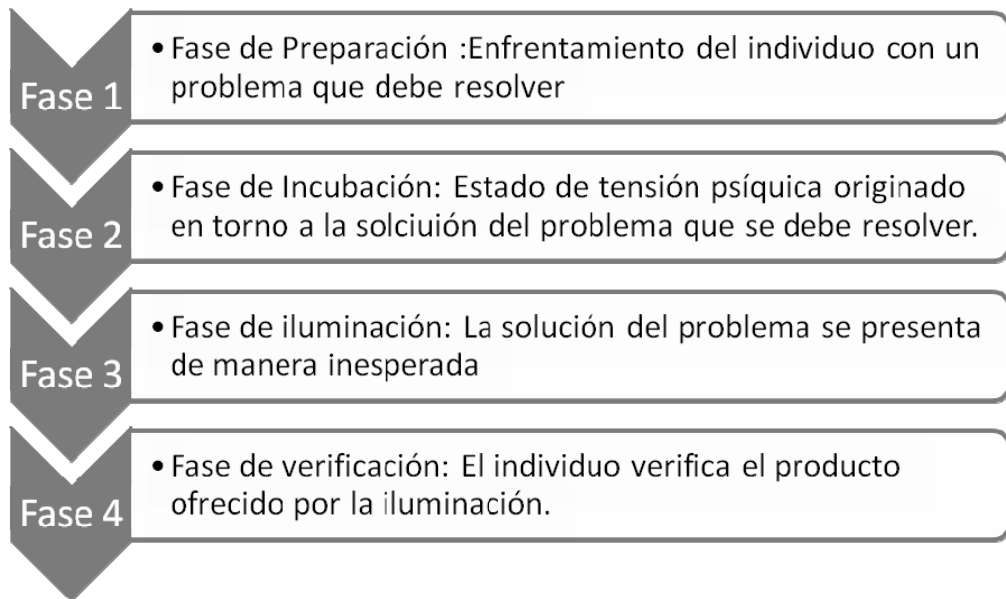 Fase 1
• Fase de Preparación :Enfrentamiento del individuo con un
problema que debe resolver
Fase 2
• Fase de Incubación: Estado de tensión psíquica originado
en torno a la solciuión del problema que se debe resolver.
Fase 3
• Fase de iluminación: La solución del problema se presenta
de manera inesperada
Fase 4
• Fase de verificación: El individuo verifica el producto
ofrecido por la iluminación.